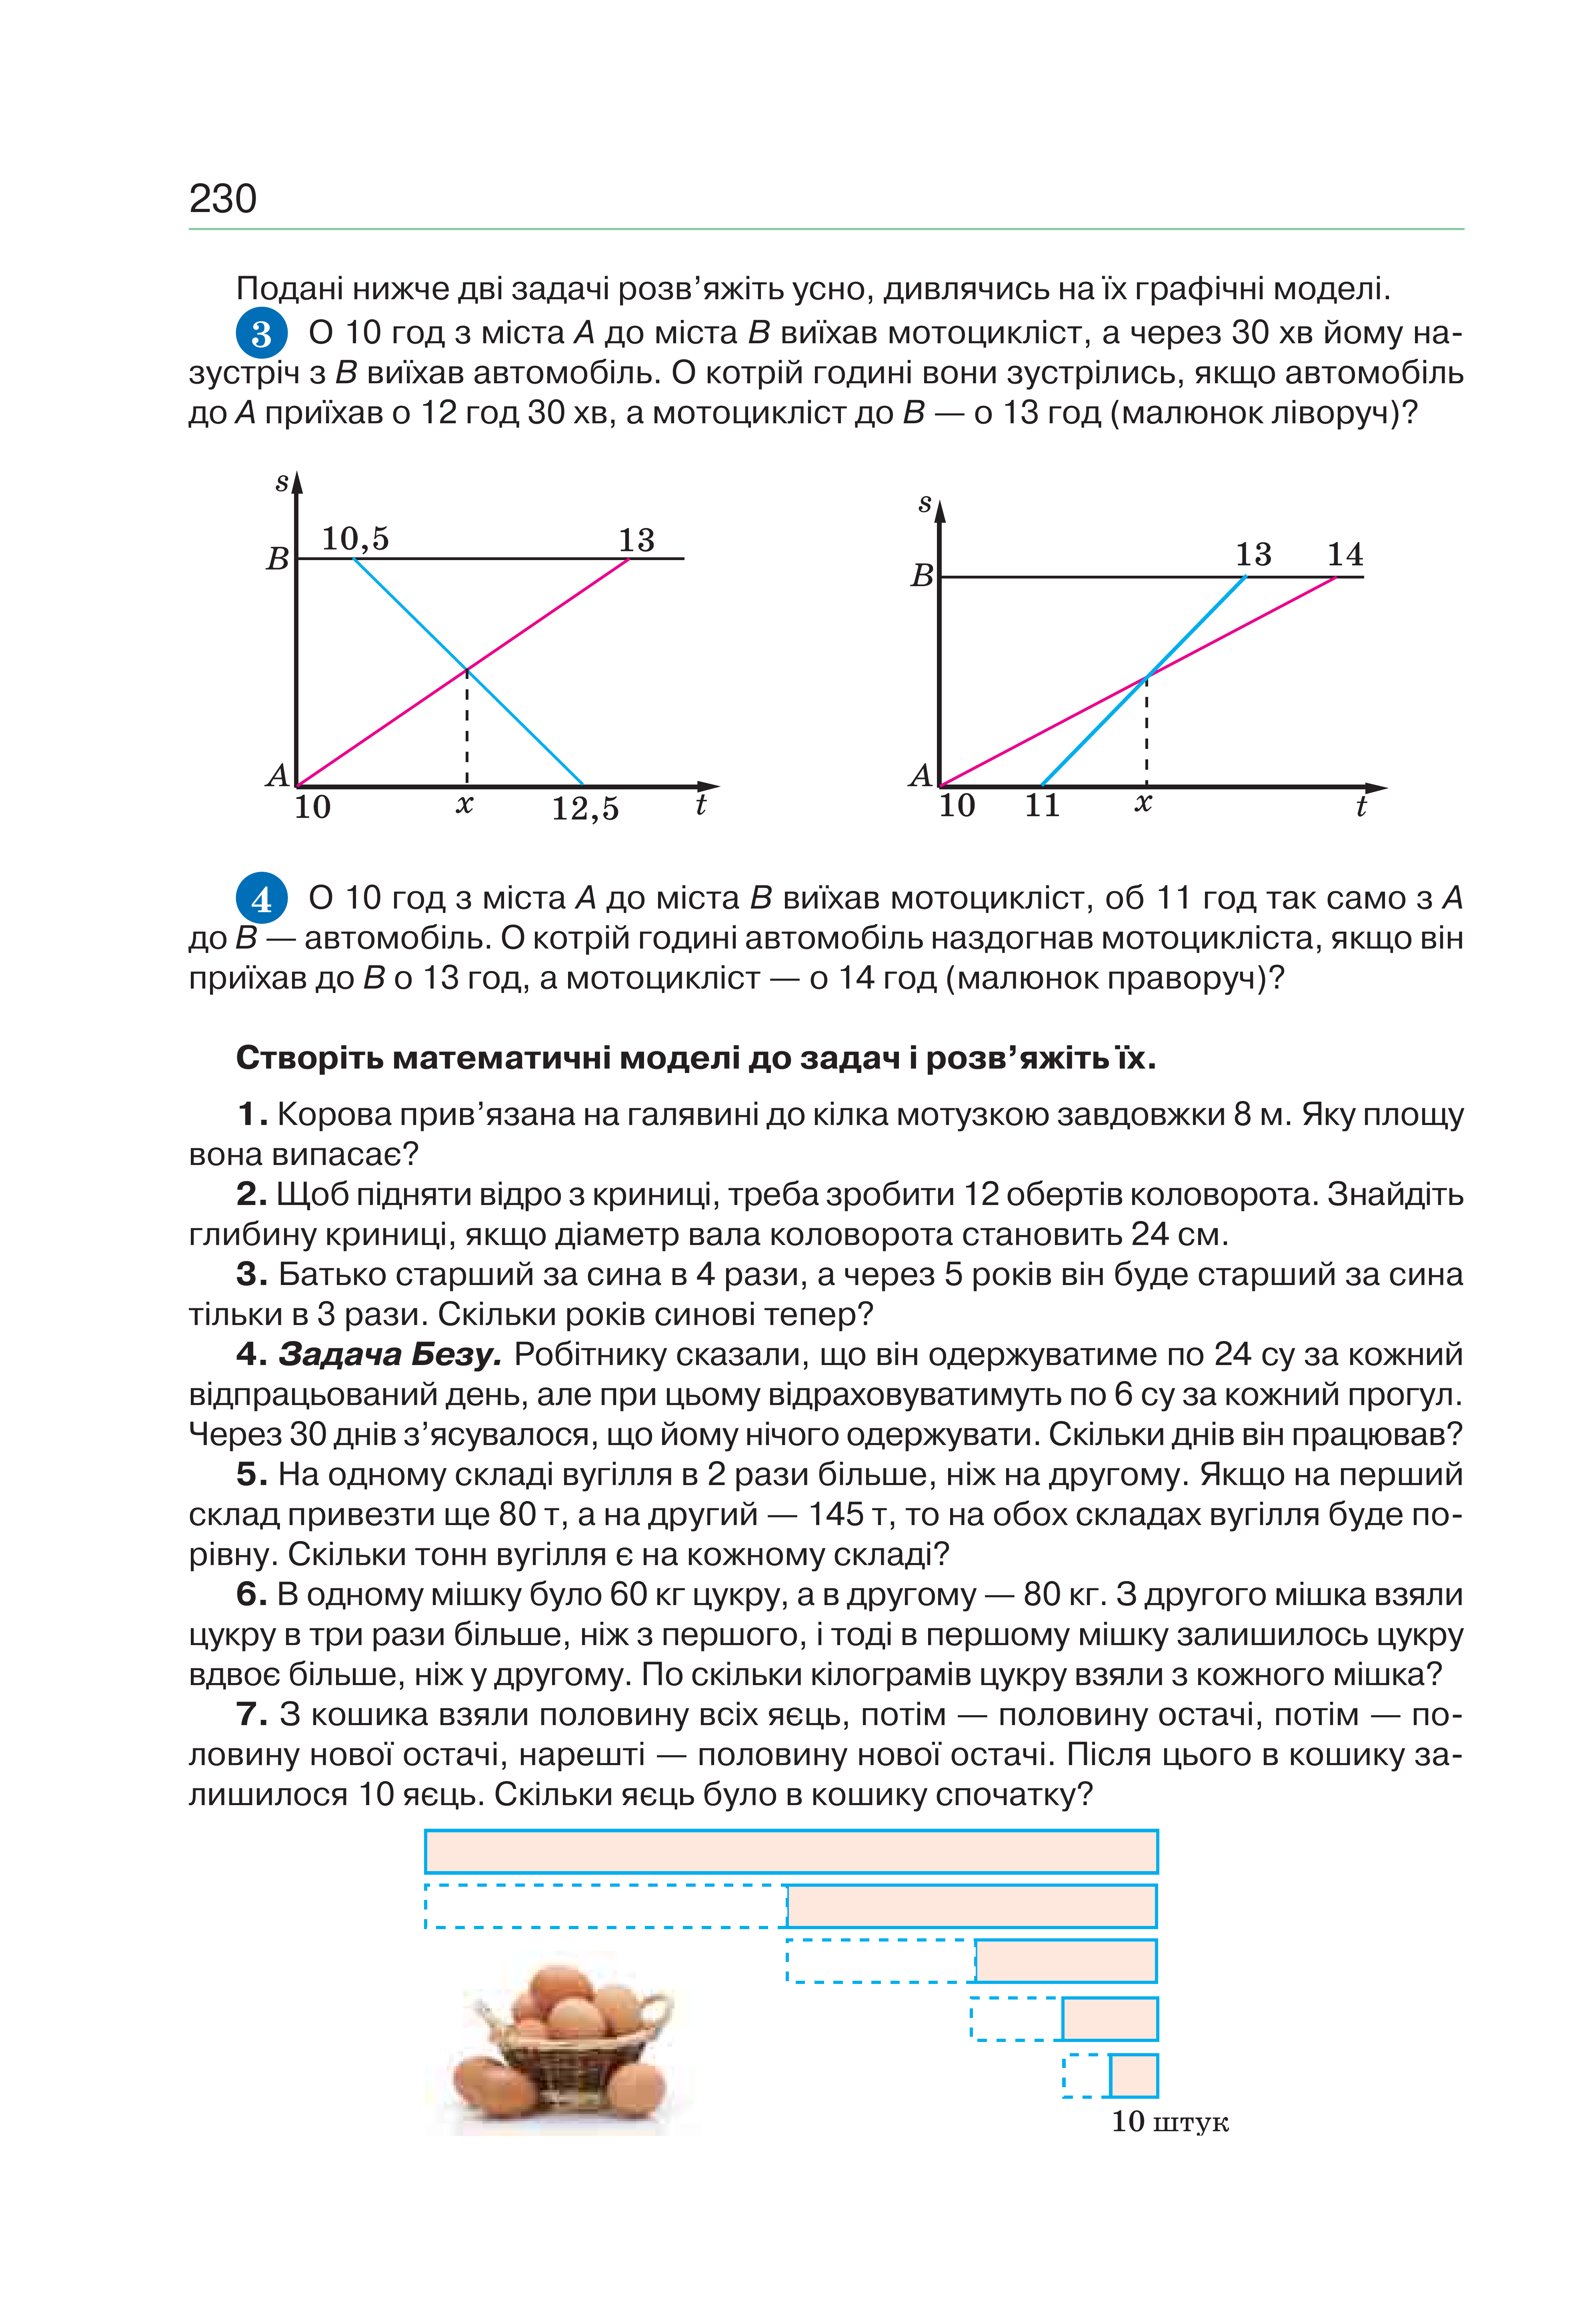 230
Подані нижче дві задачі розв’яжіть усно, дивлячись на їх графічні моделі.
3 О 10 год з міста A до міста B виїхав мотоцикліст, а через 30 хв йому на-
зустріч з B виїхав автомобіль. О котрій годині вони зустрілись, якщо автомобіль
до A приїхав о 12 год 30 хв, а мотоцикліст до B — о 13 год (малюнок ліворуч)?
s
B
10,5
13
A
10
x
12,5
t
s
B
13
14
A
10
11
x
t
4 О 10 год з міста A до міста B виїхав мотоцикліст, об 11 год так само з A
до B — автомобіль. О котрій годині автомобіль наздогнав мотоцикліста, якщо він
приїхав до B о 13 год, а мотоцикліст — о 14 год (малюнок праворуч)?
Створіть математичні моделі до задач і розв’яжіть їх.
1. Корова прив’язана на галявині до кілка мотузкою завдовжки 8 м. Яку площу
вона випасає?
2. Щоб підняти відро з криниці, треба зробити 12 обертів коловорота. Знайдіть
глибину криниці, якщо діаметр вала коловорота становить 24 см.
3. Батько старший за сина в 4 рази, а через 5 років він буде старший за сина
тільки в 3 рази. Скільки років синові тепер?
4. Задача Безу. Робітнику сказали, що він одержуватиме по 24 су за кожний
відпрацьований день, але при цьому відраховуватимуть по 6 су за кожний прогул.
Через 30 днів з’ясувалося, що йому нічого одержувати. Скільки днів він працював?
5. На одному складі вугілля в 2 рази більше, ніж на другому. Якщо на перший
склад привезти ще 80 т, а на другий — 145 т, то на обох складах вугілля буде по-
рівну. Скільки тонн вугілля є на кожному складі?
6. В одному мішку було 60 кг цукру, а в другому — 80 кг. З другого мішка взяли
цукру в три рази більше, ніж з першого, і тоді в першому мішку залишилось цукру
вдвоє більше, ніж у другому. По скільки кілограмів цукру взяли з кожного мішка?
7. З кошика взяли половину всіх яєць, потім — половину остачі, потім — по-
ловину нової остачі, нарешті — половину нової остачі. Після цього в кошику за-
лишилося 10 яєць. Скільки яєць було в кошику спочатку?
10 штук